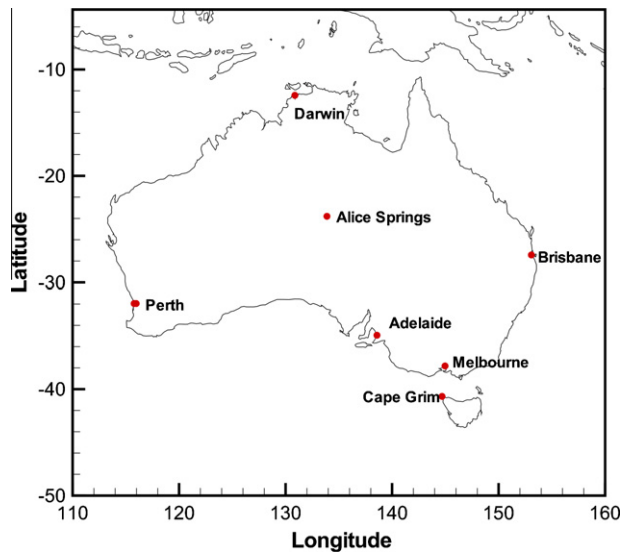 -10
Darwin
-20
Alice Springs
Brisbane
Latitude
-30
Perth
Adelaide
Melbourne
-40
Cape Grim
-50
110 120 130 140 150 160
Longitude